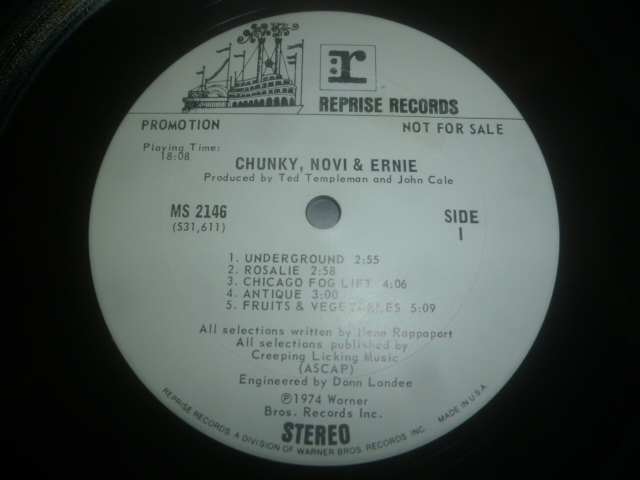 r
REPRISE RECORDS
PROMOTION NOT FOR SALE
Playing Time:
18:08
CHUNKY, NOVI & ERNIE
Produced by Ted Templeman and John Cale
MS 2146 SIDE
(S31,611) 1
1. UNDERGROUND 2:55
2. ROSALIE 2:58
3. CHICAGO FOG LIFT 4:06
4. ANTIQUE 3:00
5. FRUITS & VEGETABLES 5:09
All selections written by Ilene Rappaport
All selections published by
Creeping Licking Music
(ASCAP)
Engineered by Donn Landee
℗1974 Warner
Bros. Records Inc.
STEREO
REPRISE RECORDS, A DIVISION OF WARNER BROS. RECORDS INC. MADE IN U.S.A.